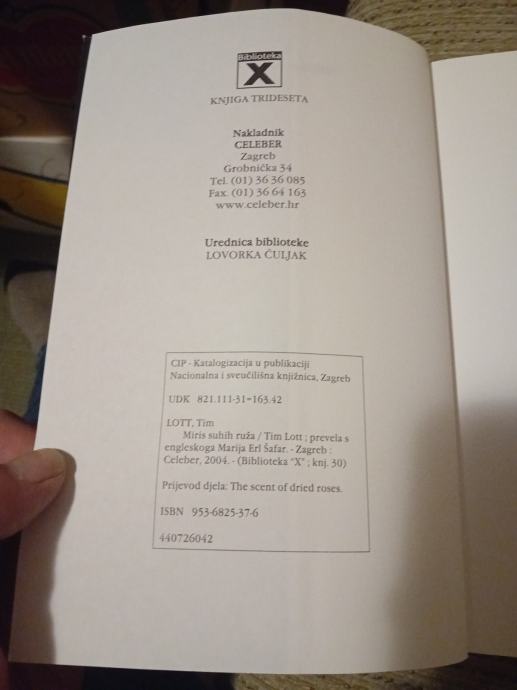 Biblioteka
X
KNJIGA TRIDESETA
Nakladnik
CELEBER
Zagreb
Grobnička 34
Tel. (01) 36 36 085
Fax. (01) 36 64 163
www.celeber.hr
Urednica biblioteke
LOVORKA ČULJAK
CIP - Katalogizacija u publikaciji
Nacionalna i sveučilišna knjižnica, Zagreb
UDK 821.111-31=163.42
LOTT, Tim
Miris suhih ruža / Tim Lott ; prevela s
engleskoga Marija Erl Šafar. - Zagreb :
Celeber, 2004. - (Biblioteka "X" ; knj. 30)
Prijevod djela: The scent of dried roses.
ISBN 953-6825-37-6
440726042